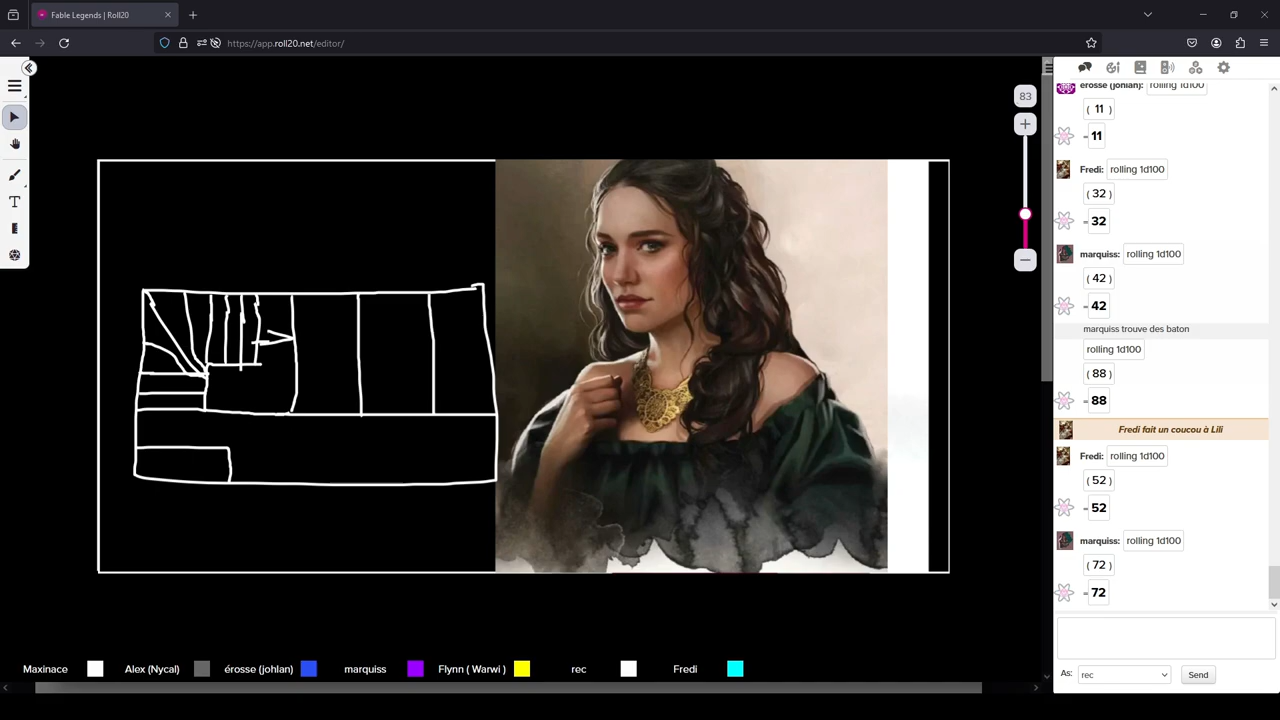 Fable Legends | Roll20
https://app.roll20.net/editor/
83
érosse (johlan): rolling 1d100
( 11 )
= 11
Fredi: rolling 1d100
( 32 )
= 32
marquiss: rolling 1d100
( 42 )
= 42
marquiss trouve des baton
rolling 1d100
( 88 )
= 88
Fredi fait un coucou à Lili
Fredi: rolling 1d100
( 52 )
= 52
marquiss: rolling 1d100
( 72 )
= 72
Maxinace Alex (Nycal) érosse (johlan) marquiss Flynn ( Warwi ) rec Fredi
As: rec Send